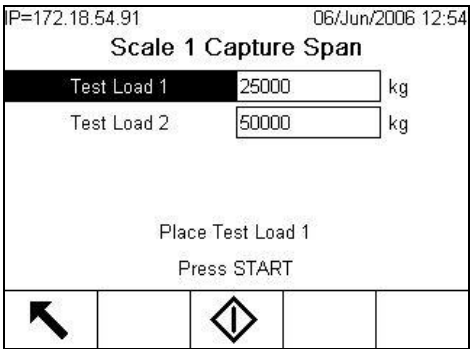 IP=172.18.54.91 06/Jun/2006 12:54
Scale 1 Capture Span
Test Load 1 25000 kg
Test Load 2 50000 kg
Place Test Load 1
Press START